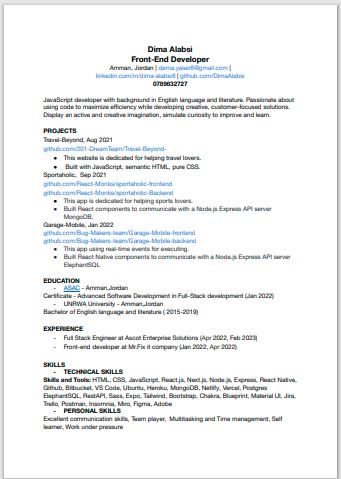 Dima Alabsi
Front-End Developer
Amman, Jordan | dema.yaser8@gmail.com |
linkedin.com/in/dima-alabsi8 | github.com/DimaAlabsi
0789632727
JavaScript developer with background in English language and literature. Passionate about
using code to maximize efficiency while developing creative, customer-focused solutions.
Display an active and creative imagination, simulate curiosity to improve and learn.
PROJECTS
Travel-Beyond, Aug 2021
github.com/201-DreamTeam/Travel-Beyond-
● This website is dedicated for helping travel lovers.
● Built with JavaScript, semantic HTML, pure CSS.
Sportaholic, Sep 2021
github.com/React-Monks/sportaholic-frontend
github.com/React-Monks/sportaholic-Backend
● This app is dedicated for helping sports lovers.
● Built React components to communicate with a Node.js Express API server
MongoDB.
Garage-Mobile, Jan 2022
github.com/Bug-Makers-team/Garage-Mobile-frontend
github.com/Bug-Makers-team/Garage-Mobile-backend
● This app using real-time events for executing.
● Built React Native components to communicate with a Node.js Express API server
ElephantSQL
EDUCATION
- ASAC - Amman,Jordan
Certificate - Advanced Software Development in Full-Stack development (Jan 2022)
- UNRWA University - Amman,Jordan
Bachelor of English language and literature ( 2015-2019)
EXPERIENCE
- Full Stack Engineer at Ascot Enterprise Solutions (Apr 2022, Feb 2023)
- Front-end developer at Mr.Fix it company (Jan 2022, Apr 2022)
SKILLS
- TECHNICAL SKILLS
Skills and Tools: HTML, CSS, JavaScript, React.js, Next.js, Node.js, Express, React Native,
Github, Bitbucket, VS Code, Ubuntu, Heroku, MongoDB, Netlify, Vercel, Postgres
ElephantSQL, RestAPI, Sass, Expo, Tailwind, Bootstrap, Chakra, Blueprint, Material UI, Jira,
Trello, Postman, Insomnia, Miro, Figma, Adobe
- PERSONAL SKILLS
Excellent communication skills, Team player, Multitasking and Time management, Self
learner, Work under pressure